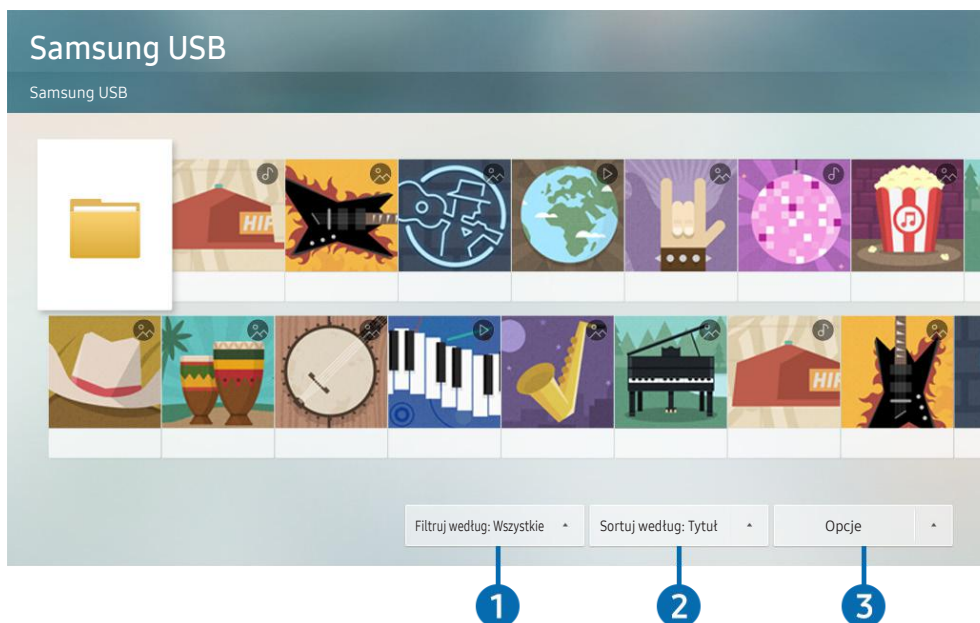 Samsung USB
Samsung USB
HIF
HIF
Filtruj według: Wszystkie
Sortuj według: Tytuł
Opcje
1
2
3